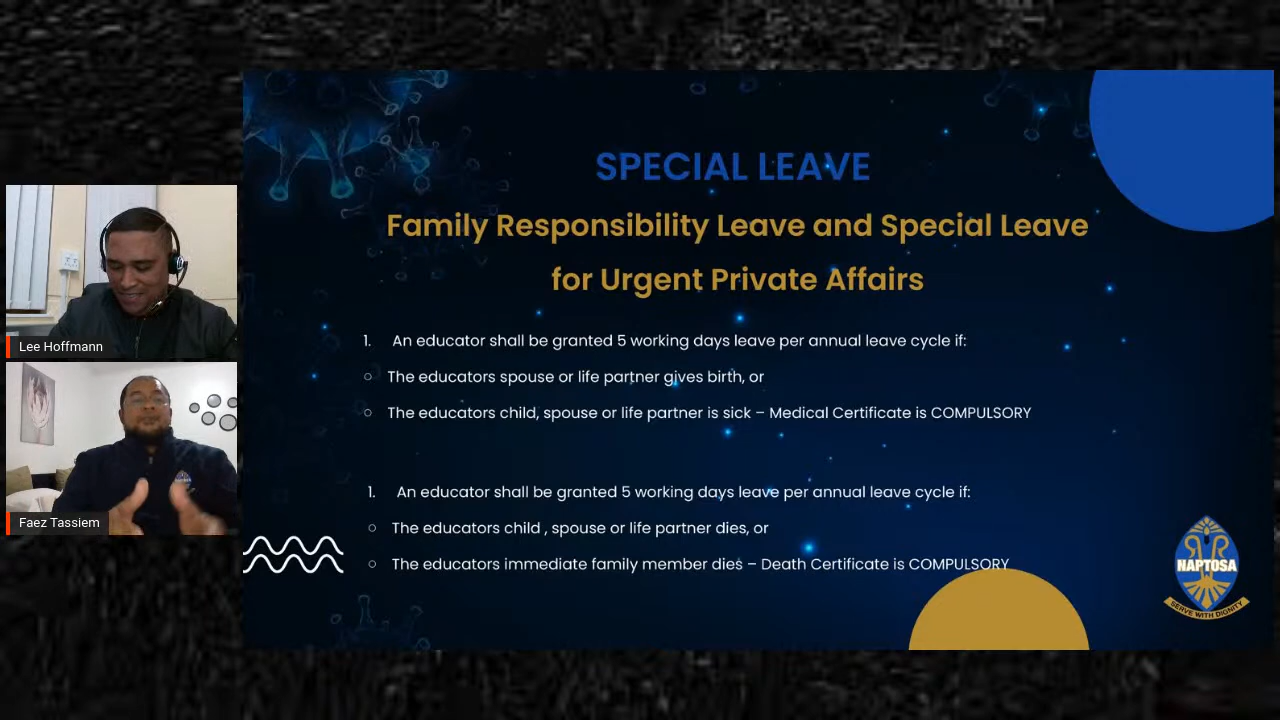 SPECIAL LEAVE
Family Responsibility Leave and Special Leave
for Urgent Private Affairs
1. An educator shall be granted 5 working days leave per annual leave cycle if:
○ The educators spouse or life partner gives birth, or
○ The educators child, spouse or life partner is sick – Medical Certificate is COMPULSORY
1. An educator shall be granted 5 working days leave per annual leave cycle if:
○ The educators child , spouse or life partner dies, or
○ The educators immediate family member dies – Death Certificate is COMPULSORY
Lee Hoffmann
Faez Tassiem
NAPTOSA
SERVE WITH DIGNITY